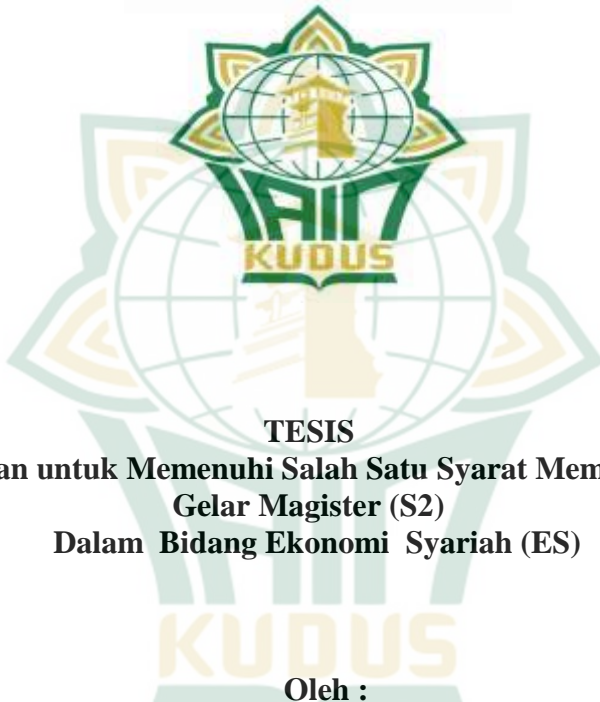 IAIN
KUDUS
TESIS
an untuk Memenuhi Salah Satu Syarat Mem
Gelar Magister (S2)
Dalam Bidang Ekonomi Syariah (ES)
KUDUS
Oleh :